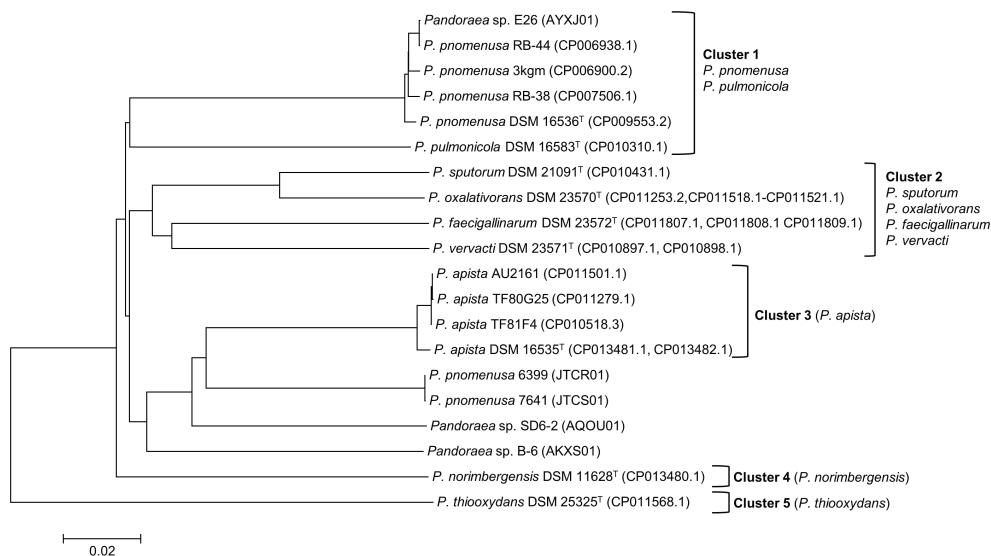 Pandoraea sp. E26 (AYXJ01)
P. pnomenusa RB-44 (CP006938.1)
P. pnomenusa 3kgm (CP006900.2)
P. pnomenusa RB-38 (CP007506.1)
P. pnomenusa DSM 16536ᵀ (CP009553.2)
P. pulmonicola DSM 16583ᵀ (CP010310.1)
Cluster 1
P. pnomenusa
P. pulmonicola
P. sputorum DSM 21091ᵀ (CP010431.1)
P. oxalativorans DSM 23570ᵀ (CP011253.2,CP011518.1-CP011521.1)
P. faecigallinarum DSM 23572ᵀ (CP011807.1, CP011808.1 CP011809.1)
P. vervacti DSM 23571ᵀ (CP010897.1, CP010898.1)
Cluster 2
P. sputorum
P. oxalativorans
P. faecigallinarum
P. vervacti
P. apista AU2161 (CP011501.1)
P. apista TF80G25 (CP011279.1)
P. apista TF81F4 (CP010518.3)
P. apista DSM 16535ᵀ (CP013481.1, CP013482.1)
Cluster 3 (P. apista)
P. pnomenusa 6399 (JTCR01)
P. pnomenusa 7641 (JTCS01)
Pandoraea sp. SD6-2 (AQOU01)
Pandoraea sp. B-6 (AKXS01)
P. norimbergensis DSM 11628ᵀ (CP013480.1)
Cluster 4 (P. norimbergensis)
P. thiooxydans DSM 25325ᵀ (CP011568.1)
Cluster 5 (P. thiooxydans)
0.02